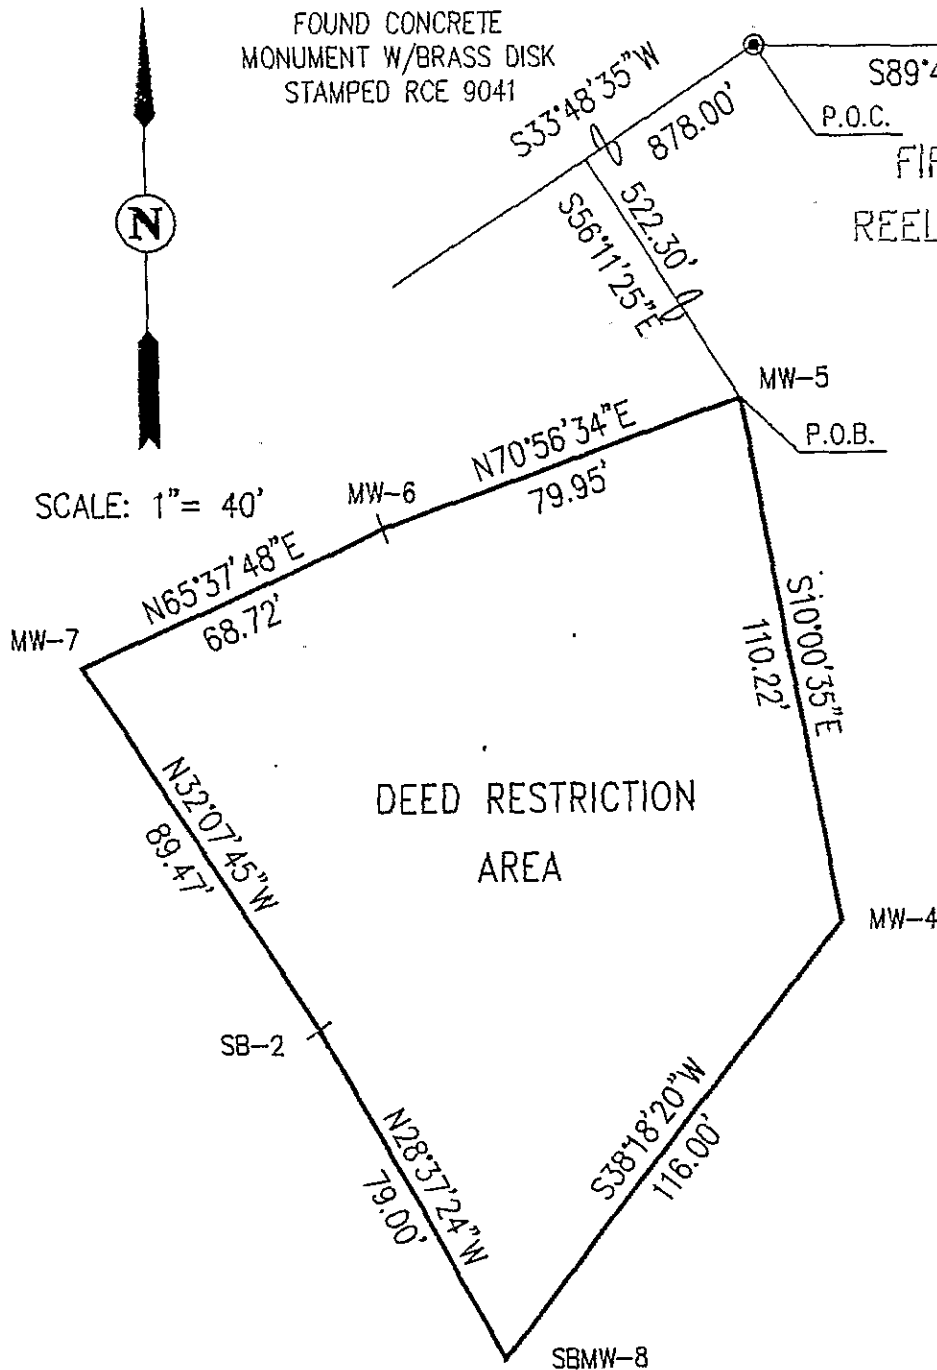 FOUND CONCRETE
MONUMENT W/BRASS DISK
STAMPED RCE 9041
S33°48'35"W
878.00'
S89°4
P.O.C.
REEL
N
522.30'
S56°11'25"E
MW-5
P.O.B.
SCALE: 1"= 40'
MW-6
N70°56'34"E
79.95'
N65°37'48"E
68.72'
MW-7
S10°00'35"E
110.22'
N32°07'45"W
89.47'
DEED RESTRICTION
AREA
MW-4
SB-2
N28°37'24"W
79.00'
S38°18'20"W
116.00'
SBMW-8